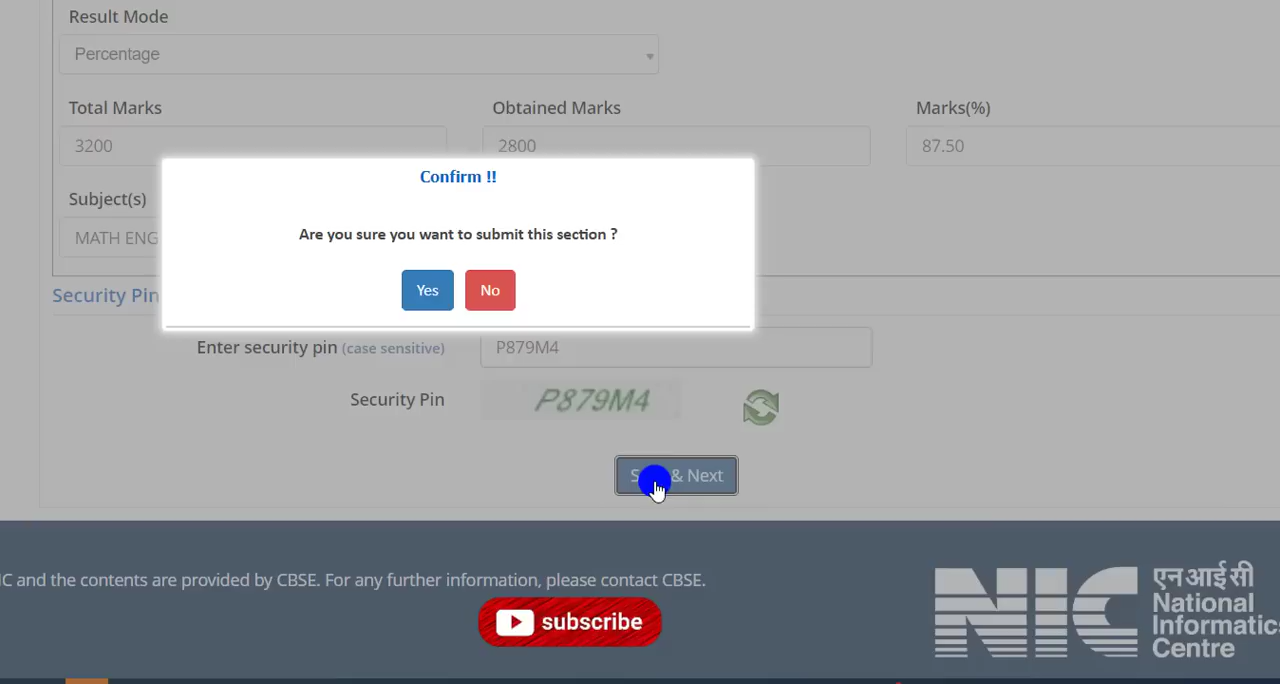 Result Mode
Percentage
Total Marks Obtained Marks Marks(%)
3200 2800 87.50
Confirm !!
Subject(s)
Are you sure you want to submit this section ?
MATH ENG
Yes No
Security Pin
Enter security pin (case sensitive) P879M4
Security Pin P879M4
& Next
IC and the contents are provided by CBSE. For any further information, please contact CBSE.
subscribe
NIC
एन आई सी
National
Informatics
Centre